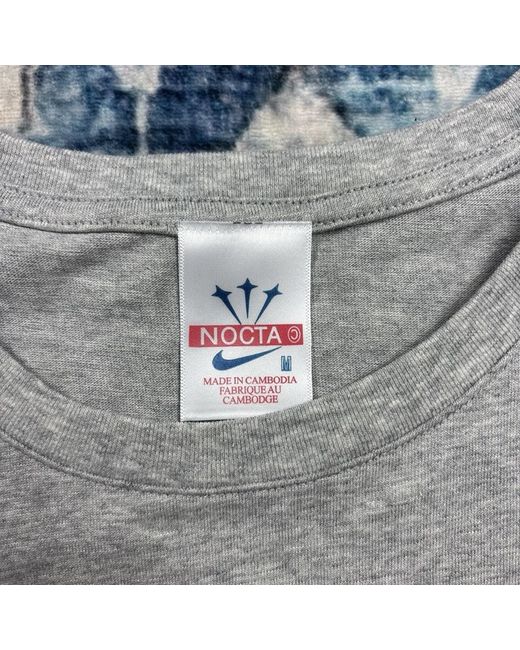 NOCTA ©
M
MADE IN CAMBODIA
FABRIQUE AU
CAMBODGE